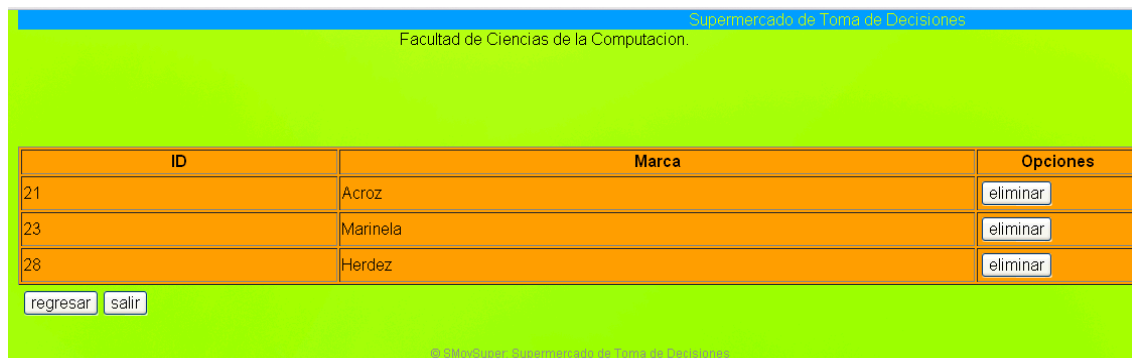 Supermercado de Toma de Decisiones
Facultad de Ciencias de la Computacion.
ID Marca Opciones
21 Acroz eliminar
23 Marinela eliminar
28 Herdez eliminar
regresar salir
© SMovSuper: Supermercado de Toma de Decisiones